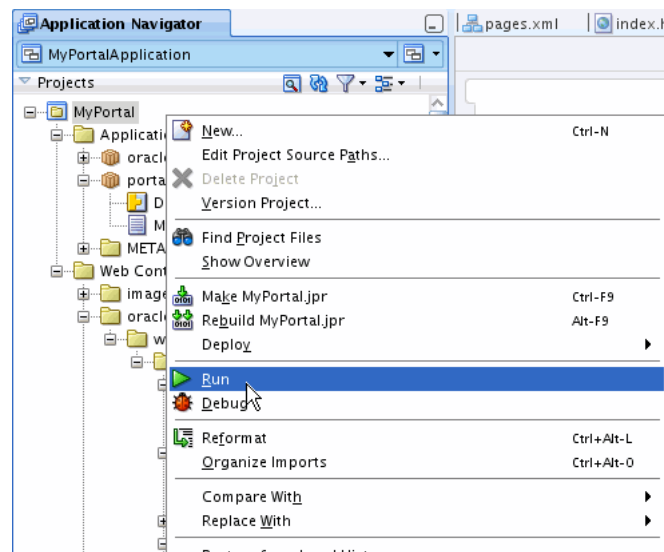 Application Navigator
pages.xml
index.h
MyPortalApplication
Projects
MyPortal
Applicati
New...
Ctrl-N
oracle
Edit Project Source Paths...
porta
Delete Project
D
Version Project...
M
META
Find Project Files
Show Overview
Web Cont
image
Make MyPortal.jpr
Ctrl-F9
oracle
Rebuild MyPortal.jpr
Alt-F9
w
Deploy
Run
Debug
Reformat
Ctrl+Alt-L
Organize Imports
Ctrl+Alt-O
Compare With
Replace With